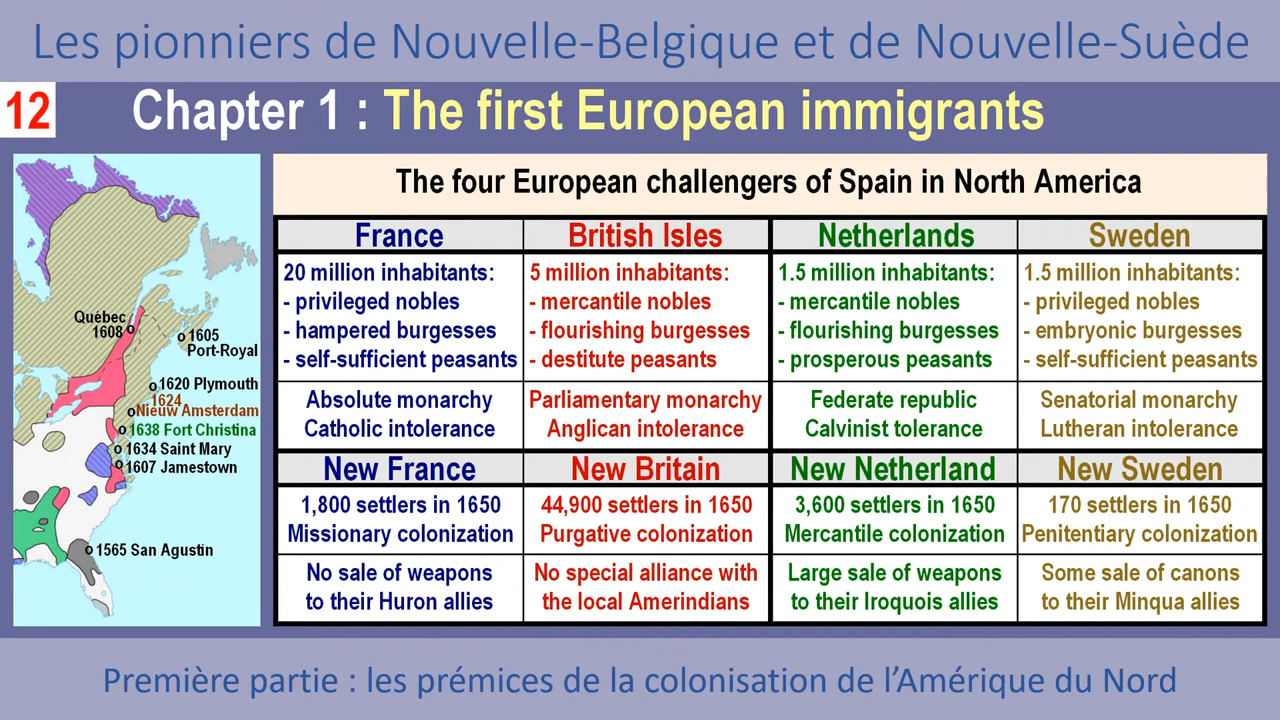 Les pionniers de Nouvelle-Belgique et de Nouvelle-Suède
12
Chapter 1 : The first European immigrants
Québec
1608
1605
Port-Royal
1620 Plymouth
1624
Nieuw Amsterdam
1638 Fort Christina
1634 Saint Mary
1607 Jamestown
1565 San Agustin
The four European challengers of Spain in North America
France
20 million inhabitants:
- privileged nobles
- hampered burgesses
- self-sufficient peasants
Absolute monarchy
Catholic intolerance
New France
1,800 settlers in 1650
Missionary colonization
No sale of weapons
to their Huron allies
British Isles
5 million inhabitants:
- mercantile nobles
- flourishing burgesses
- destitute peasants
Parliamentary monarchy
Anglican intolerance
New Britain
44,900 settlers in 1650
Purgative colonization
No special alliance with
the local Amerindians
Netherlands
1.5 million inhabitants:
- mercantile nobles
- flourishing burgesses
- prosperous peasants
Federate republic
Calvinist tolerance
New Netherland
3,600 settlers in 1650
Mercantile colonization
Large sale of weapons
to their Iroquois allies
Sweden
1.5 million inhabitants:
- privileged nobles
- embryonic burgesses
- self-sufficient peasants
Senatorial monarchy
Lutheran intolerance
New Sweden
170 settlers in 1650
Penitentiary colonization
Some sale of canons
to their Minqua allies
Première partie : les prémices de la colonisation de l’Amérique du Nord